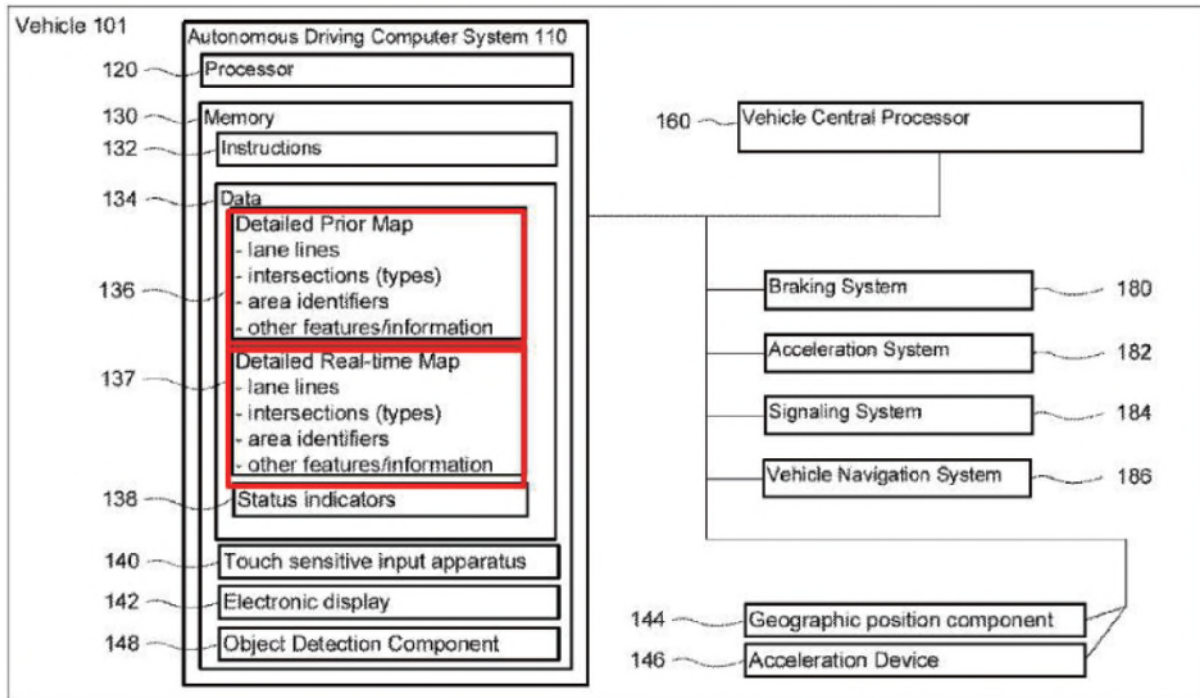 Vehicle 101
Autonomous Driving Computer System 110
120
Processor
130
Memory
132
Instructions
134
Data
136
Detailed Prior Map
- lane lines
- intersections (types)
- area identifiers
- other features/information
137
Detailed Real-time Map
- lane lines
- intersections (types)
- area identifiers
- other features/information
138
Status indicators
140
Touch sensitive input apparatus
142
Electronic display
148
Object Detection Component
160
Vehicle Central Processor
Braking System
180
Acceleration System
182
Signaling System
184
Vehicle Navigation System
186
144
Geographic position component
146
Acceleration Device